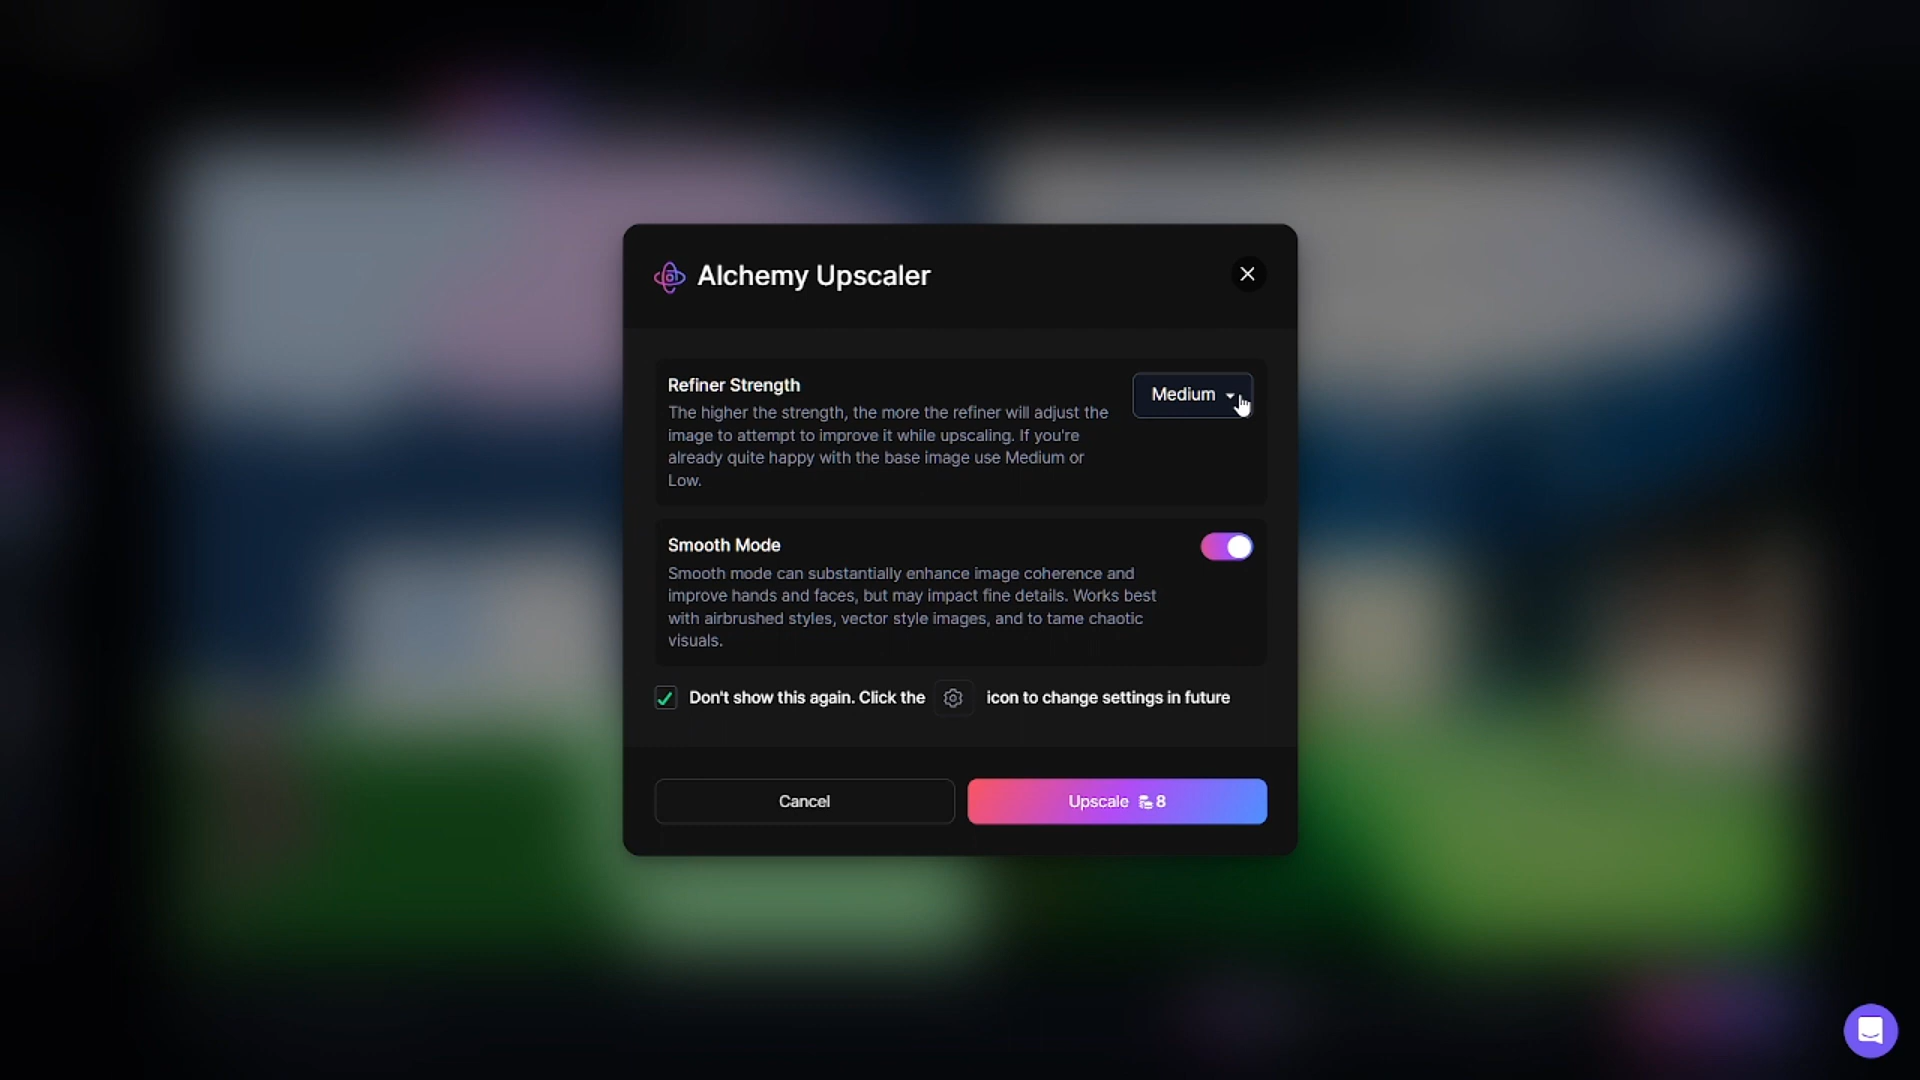 Alchemy Upscaler
Refiner Strength
Medium
The higher the strength, the more the refiner will adjust the
image to attempt to improve it while upscaling. If you're
already quite happy with the base image use Medium or
Low.
Smooth Mode
Smooth mode can substantially enhance image coherence and
improve hands and faces, but may impact fine details. Works best
with airbrushed styles, vector style images, and to tame chaotic
visuals.
Don't show this again. Click the icon to change settings in future
Cancel
Upscale 8